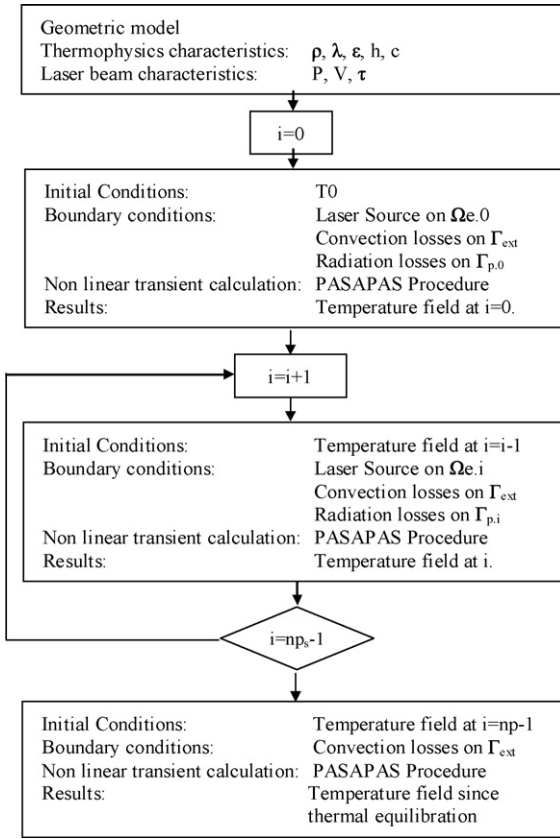 Geometric model
Thermophysics characteristics: ρ, λ, ε, h, c
Laser beam characteristics: P, V, τ
i=0
Initial Conditions: T0
Boundary conditions: Laser Source on Ωe.0
Convection losses on Γext
Radiation losses on Γp.0
Non linear transient calculation: PASAPAS Procedure
Results: Temperature field at i=0.
i=i+1
Initial Conditions: Temperature field at i=i-1
Boundary conditions: Laser Source on Ωe.i
Convection losses on Γext
Radiation losses on Γp.i
Non linear transient calculation: PASAPAS Procedure
Results: Temperature field at i.
i=nps-1
Initial Conditions: Temperature field at i=np-1
Boundary conditions: Convection losses on Γext
Non linear transient calculation: PASAPAS Procedure
Results: Temperature field since
thermal equilibration